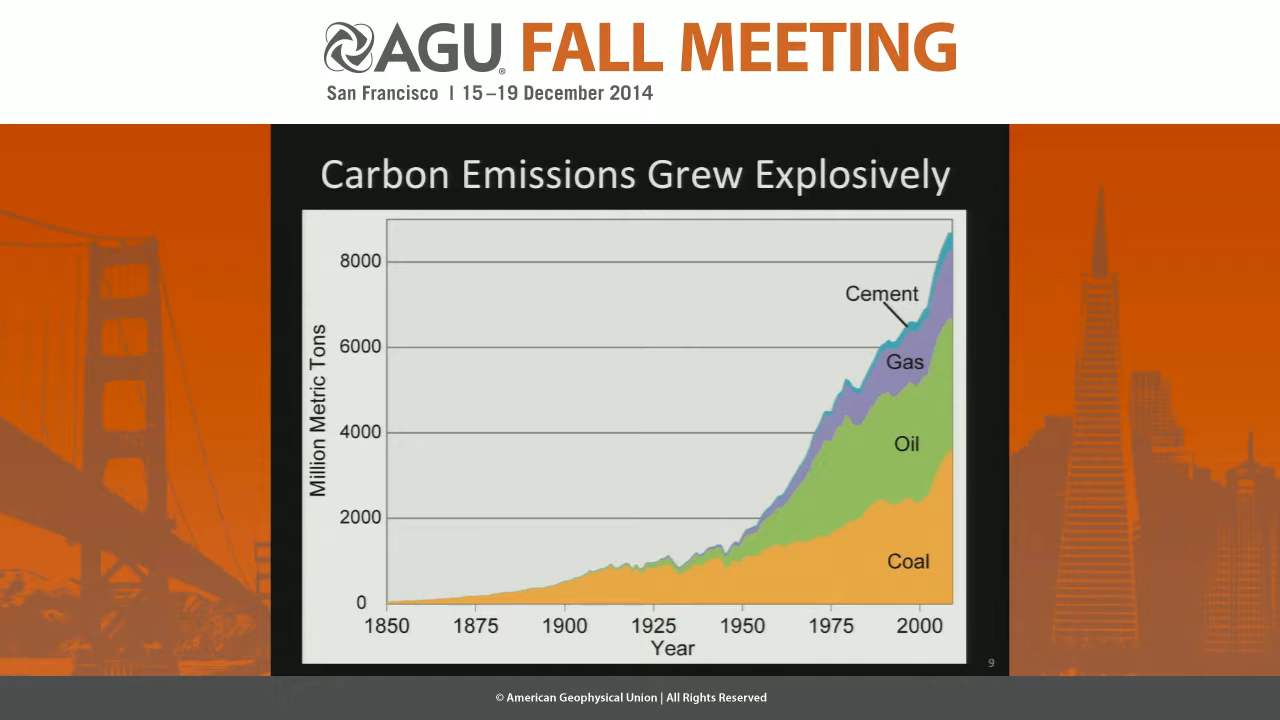 AGU® FALL MEETING
San Francisco | 15–19 December 2014
Carbon Emissions Grew Explosively
8000
6000
4000
2000
0
Million Metric Tons
Cement
Gas
Oil
Coal
1850 1875 1900 1925 1950 1975 2000
Year
9
© American Geophysical Union | All Rights Reserved